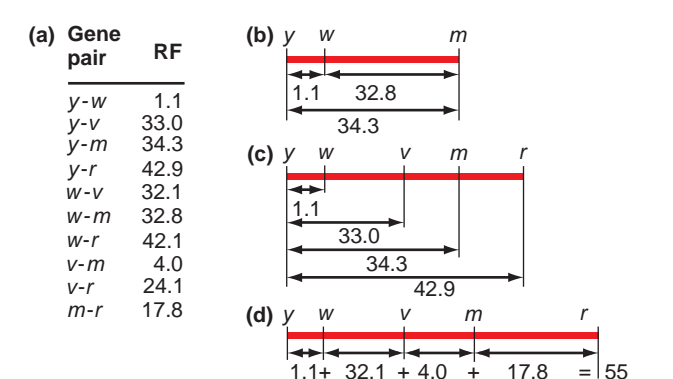 (a) Gene pair RF
y-w 1.1
y-v 33.0
y-m 34.3
y-r 42.9
w-v 32.1
w-m 32.8
w-r 42.1
v-m 4.0
v-r 24.1
m-r 17.8
(b) y w m
1.1 32.8
34.3
(c) y w v m r
1.1
33.0
34.3
42.9
(d) y w v m r
1.1+ 32.1 + 4.0 + 17.8 = 55